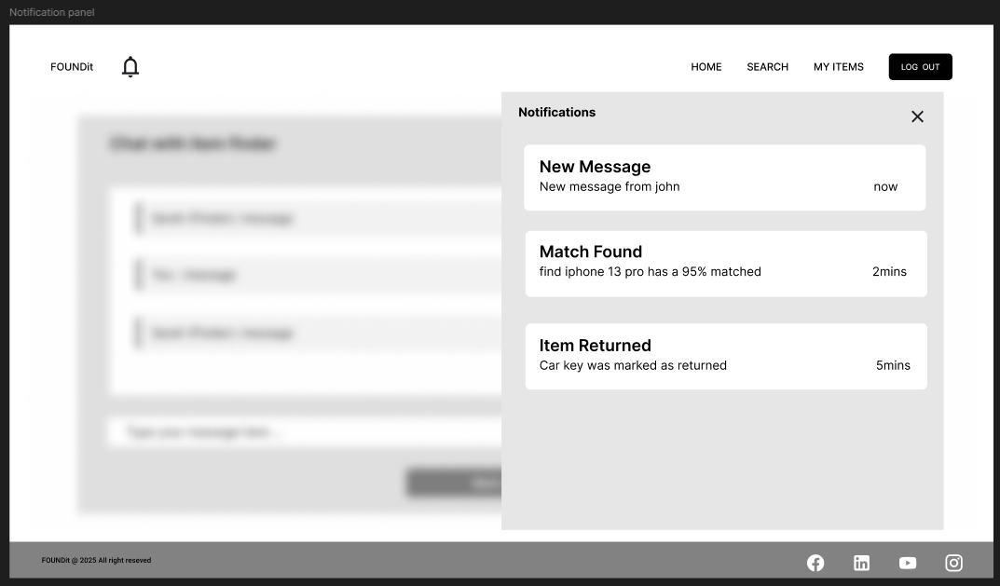 Notification panel
FOUNDit
HOME SEARCH MY ITEMS LOG OUT
Notifications
New Message
New message from john now
Match Found
find iphone 13 pro has a 95% matched 2mins
Item Returned
Car key was marked as returned 5mins
Chat with item finder
Sarah (Finder): message
You : message
Sarah (Finder): message
Type your message here ...
FOUNDit @ 2025 All right reseved